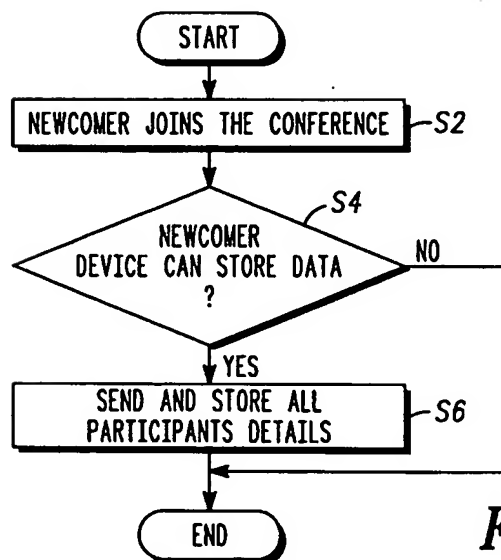 START
NEWCOMER JOINS THE CONFERENCE
S2
S4
NEWCOMER
DEVICE CAN STORE DATA
?
NO
YES
SEND AND STORE ALL
PARTICIPANTS DETAILS
S6
END
F